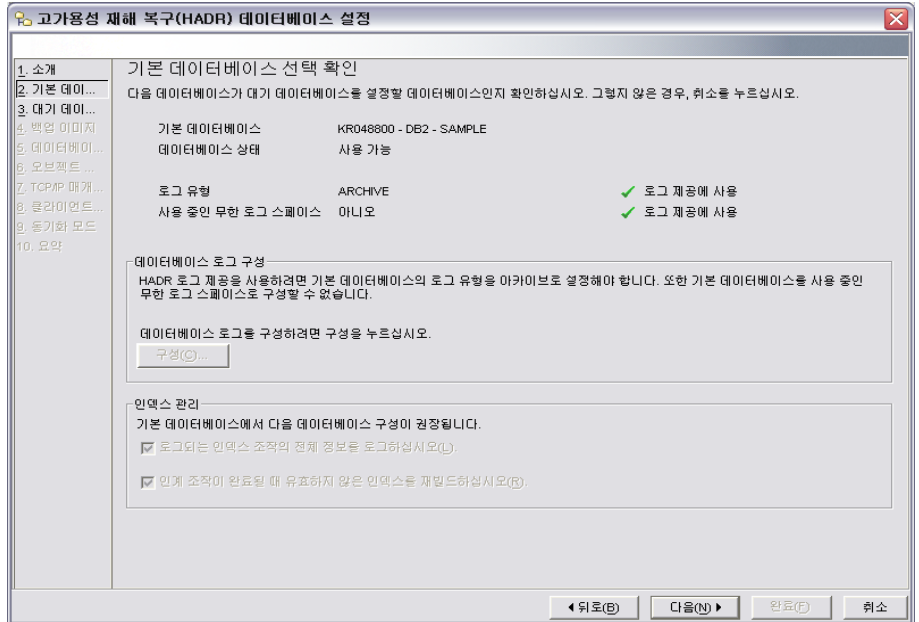 고가용성 재해 복구(HADR) 데이터베이스 설정
1. 소개
2. 기본 데이...
3. 대기 데이...
4. 백업 이미지
5. 데이터베이...
6. 오브젝트 ...
7. TCP/IP 매개...
8. 클라이언트...
9. 동기화 모드
10. 요약
기본 데이터베이스 선택 확인
다음 데이터베이스가 대기 데이터베이스를 설정할 데이터베이스인지 확인하십시오. 그렇지 않은 경우, 취소를 누르십시오.
기본 데이터베이스 KR048800 - DB2 - SAMPLE
데이터베이스 상태 사용 가능
로그 유형 ARCHIVE 로그 제공에 사용
사용 중인 무한 로그 스페이스 아니오 로그 제공에 사용
데이터베이스 로그 구성
HADR 로그 제공을 사용하려면 기본 데이터베이스의 로그 유형을 아카이브로 설정해야 합니다. 또한 기본 데이터베이스를 사용 중인
무한 로그 스페이스로 구성할 수 없습니다.
데이터베이스 로그를 구성하려면 구성을 누르십시오.
구성(C)...
인덱스 관리
기본 데이터베이스에서 다음 데이터베이스 구성이 권장됩니다.
로그되는 인덱스 조작의 전체 정보를 로그하십시오(L).
인계 조작이 완료될 때 유효하지 않은 인덱스를 재빌드하십시오(R).
뒤로(B) 다음(N) 완료(F) 취소